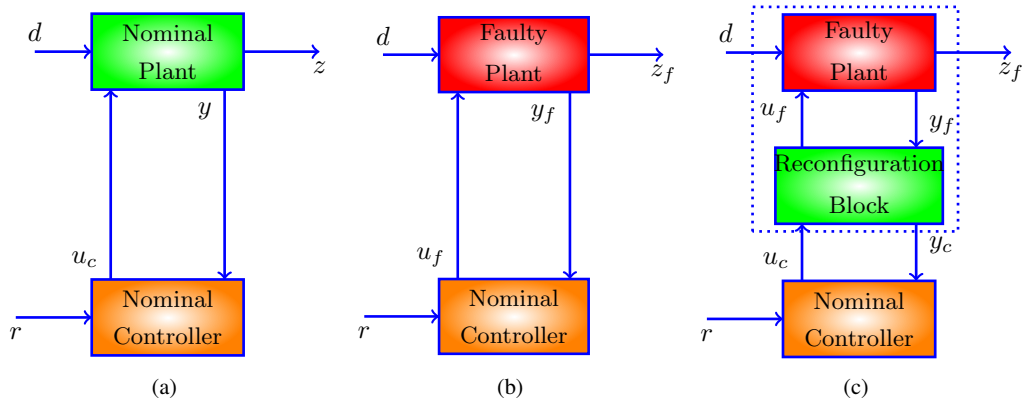 d
Nominal
Plant
z
y
u_c
Nominal
Controller
r
(a)
d
Faulty
Plant
z_f
y_f
u_f
Nominal
Controller
r
(b)
d
Faulty
Plant
z_f
u_f
y_f
Reconfiguration
Block
u_c
y_c
Nominal
Controller
r
(c)